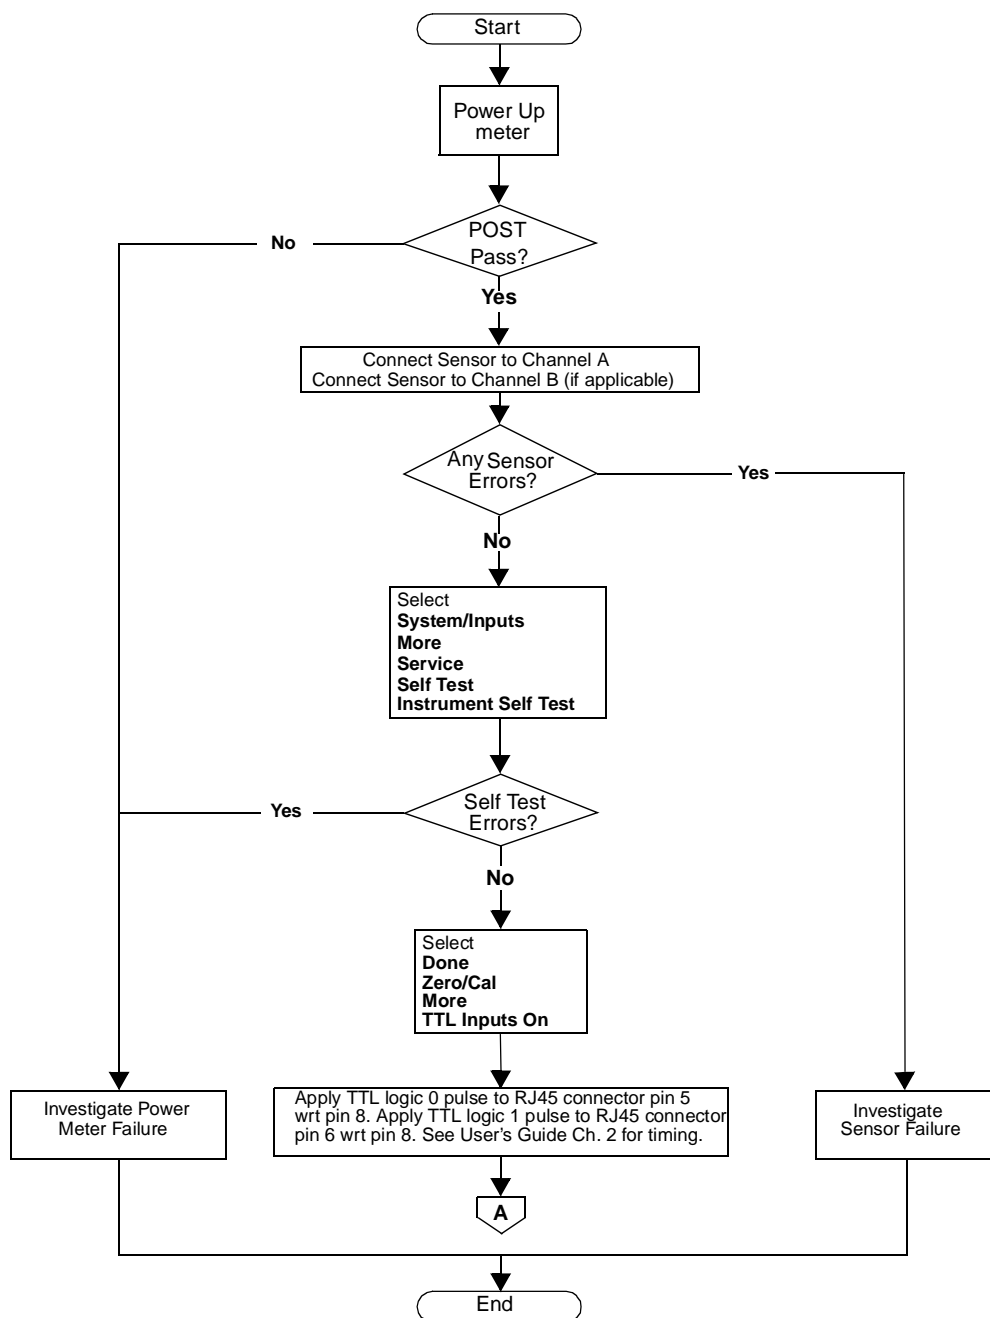 Start
Power Up
meter
POST
Pass?
No
Yes
Connect Sensor to Channel A
Connect Sensor to Channel B (if applicable)
Any Sensor
Errors?
Yes
No
Select
System/Inputs
More
Service
Self Test
Instrument Self Test
Self Test
Errors?
Yes
No
Select
Done
Zero/Cal
More
TTL Inputs On
Investigate Power
Meter Failure
Apply TTL logic 0 pulse to RJ45 connector pin 5
wrt pin 8. Apply TTL logic 1 pulse to RJ45 connector
pin 6 wrt pin 8. See User's Guide Ch. 2 for timing.
Investigate
Sensor Failure
A
End